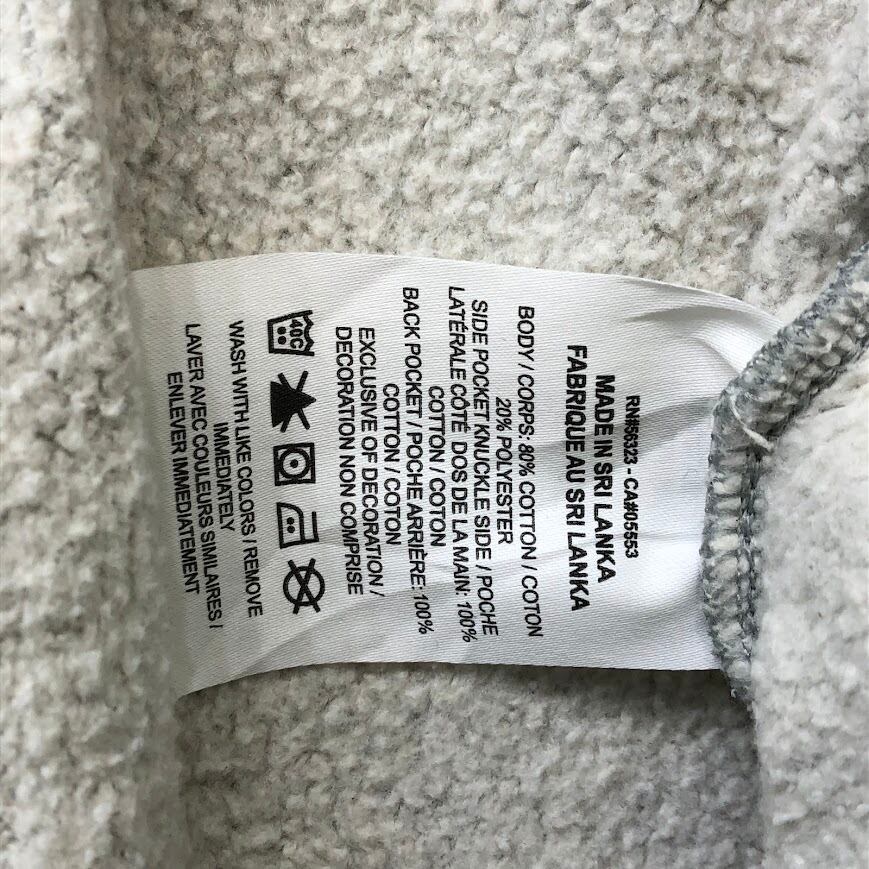 RN#56323 - CA#05553
MADE IN SRI LANKA
FABRIQUE AU SRI LANKA
BODY / CORPS: 80% COTTON / COTON
20% POLYESTER
SIDE POCKET KNUCKLE SIDE / POCHE
LATÉRALE CÔTÉ DOS DE LA MAIN: 100%
COTTON / COTON
BACK POCKET / POCHE ARRIÈRE: 100%
COTTON / COTON
EXCLUSIVE OF DECORATION /
DECORATION NON COMPRISE
40C
WASH WITH LIKE COLORS / REMOVE
IMMEDIATELY
LAVER AVEC COULEURS SIMILAIRES /
ENLEVER IMMEDIATEMENT